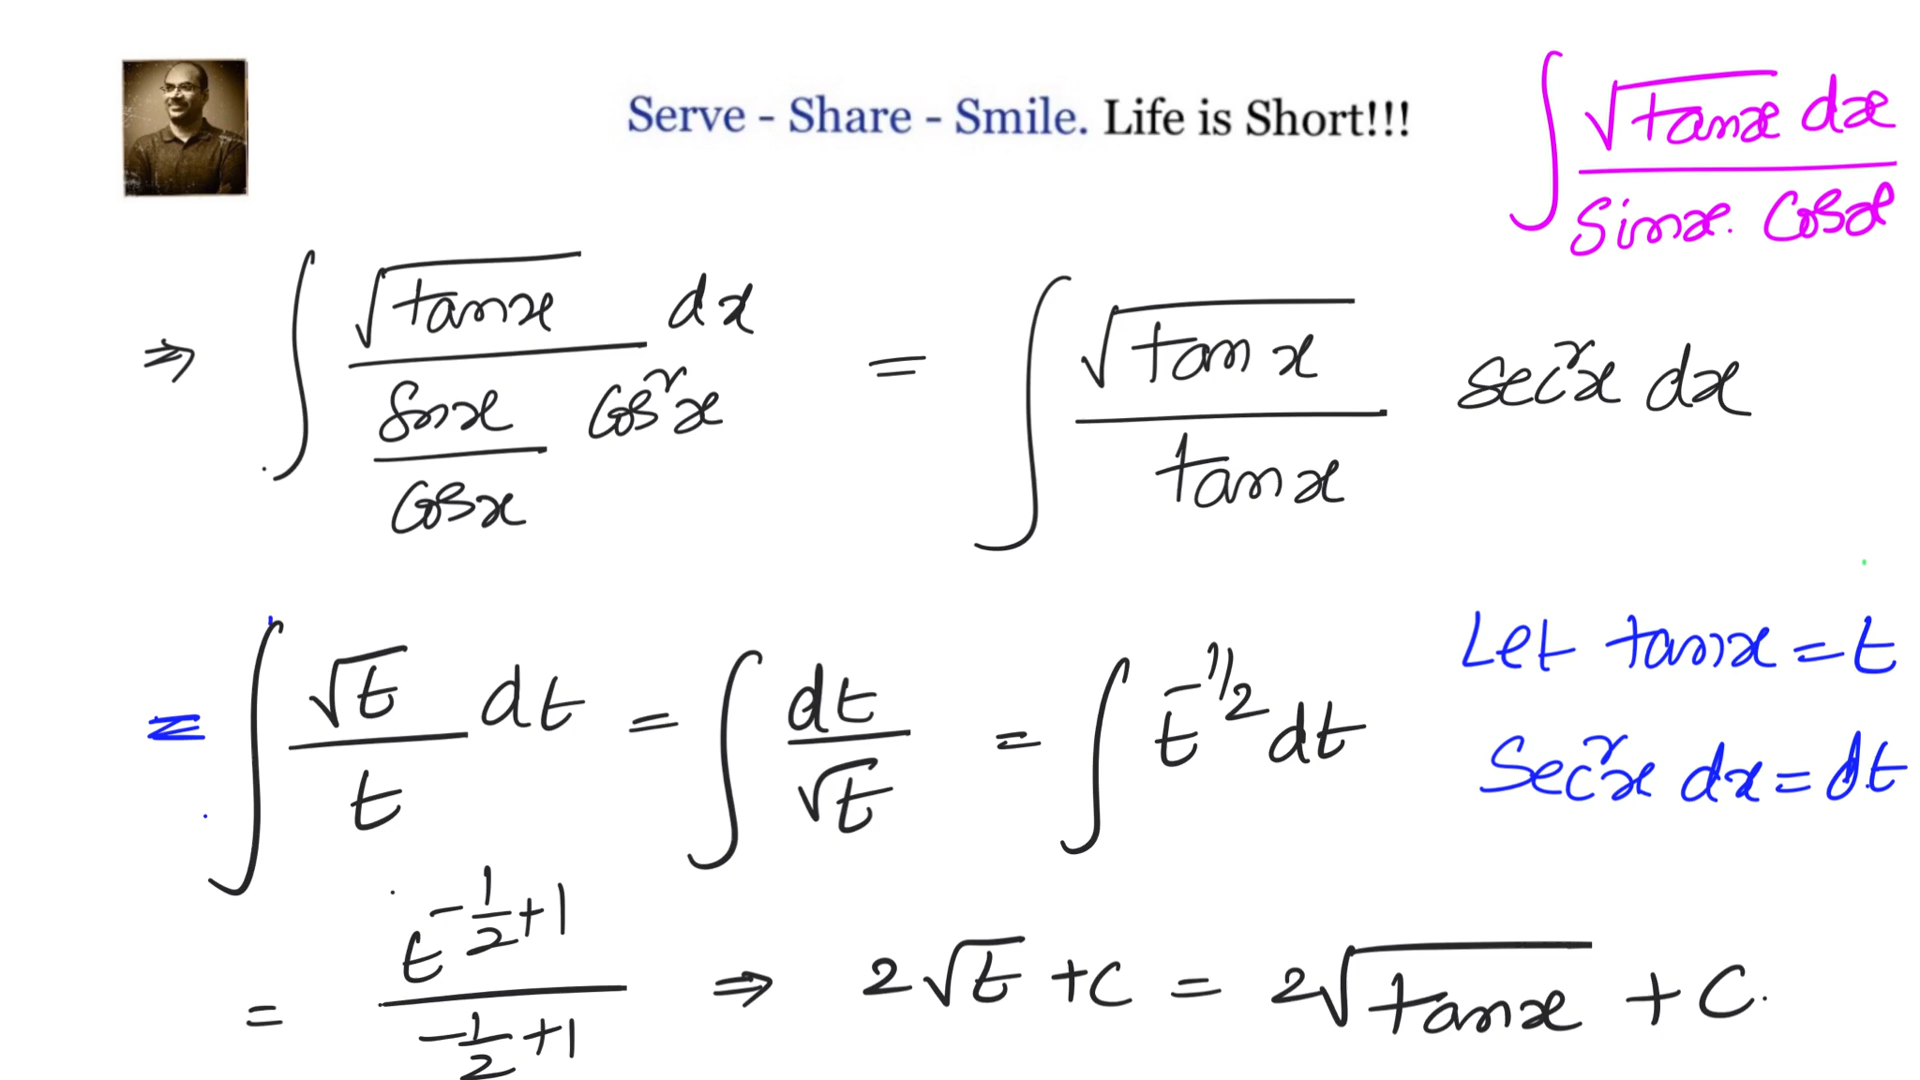 Serve - Share - Smile. Life is Short!!!
∫ √tanx dx / Sinx. Cosx
⇒ ∫ √tanx / (Sinx/Cosx) Cos²x dx = ∫ √tan x / tanx sec²x dx
Let tanx = t
= ∫ √t / t dt = ∫ dt / √t = ∫ t^(-1/2) dt
Sec²x dx = dt
= t^(-1/2 +1) / (-1/2 +1) ⇒ 2√t + C = 2√tanx + C.